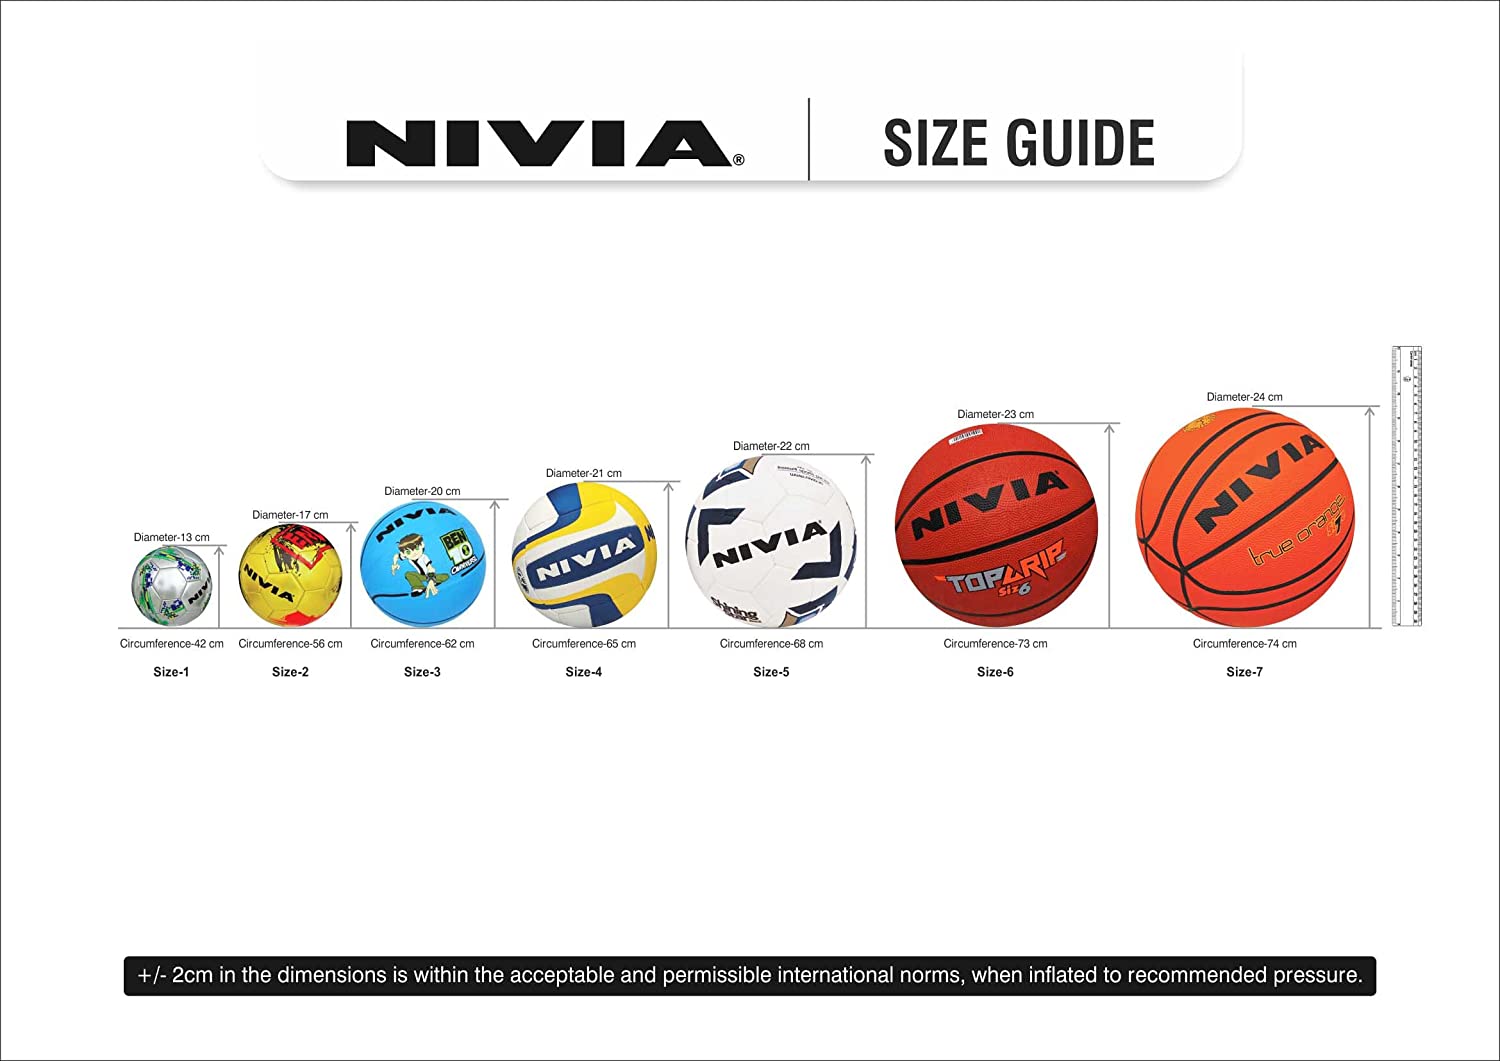 NIVIA®
SIZE GUIDE
Diameter-13 cm
NIVIA
Circumference-42 cm
Size-1
Diameter-17 cm
NIVIA
Circumference-56 cm
Size-2
Diameter-20 cm
NIVIA
BEN
10
Circumference-62 cm
Size-3
Diameter-21 cm
NIVIA
Circumference-65 cm
Size-4
Diameter-22 cm
NIVIA
Shining
Circumference-68 cm
Size-5
Diameter-23 cm
NIVIA
TOPGRIP
Siz6
Circumference-73 cm
Size-6
Diameter-24 cm
NIVIA
true orange
Circumference-74 cm
Size-7
+/- 2cm in the dimensions is within the acceptable and permissible international norms, when inflated to recommended pressure.